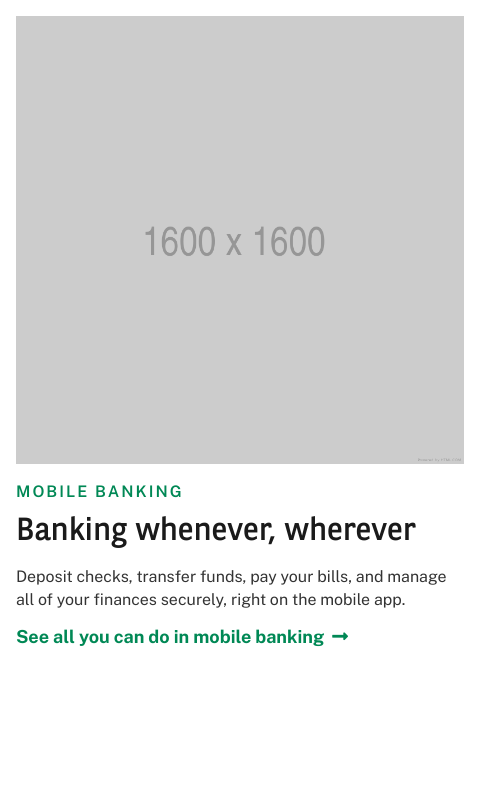 1600 x 1600
MOBILE BANKING
Banking whenever, wherever
Deposit checks, transfer funds, pay your bills, and manage
all of your finances securely, right on the mobile app.
See all you can do in mobile banking →